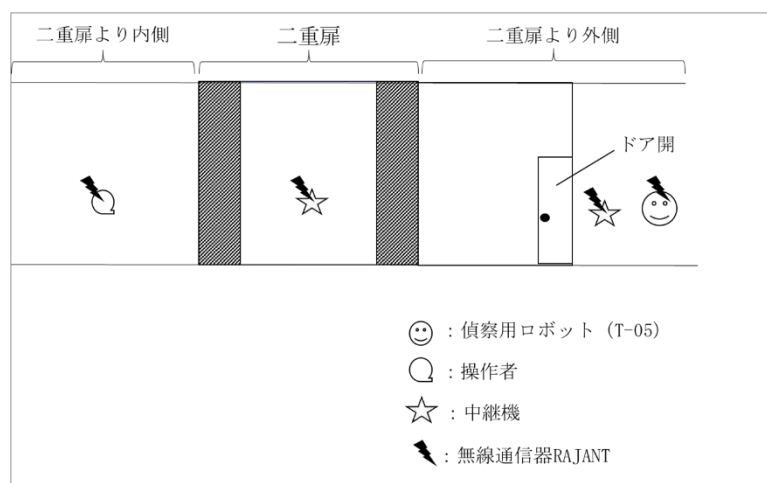 二重扉より内側
二重扉
二重扉より外側
ドア開
：偵察用ロボット (T-05)
：操作者
：中継機
：無線通信器RAJANT